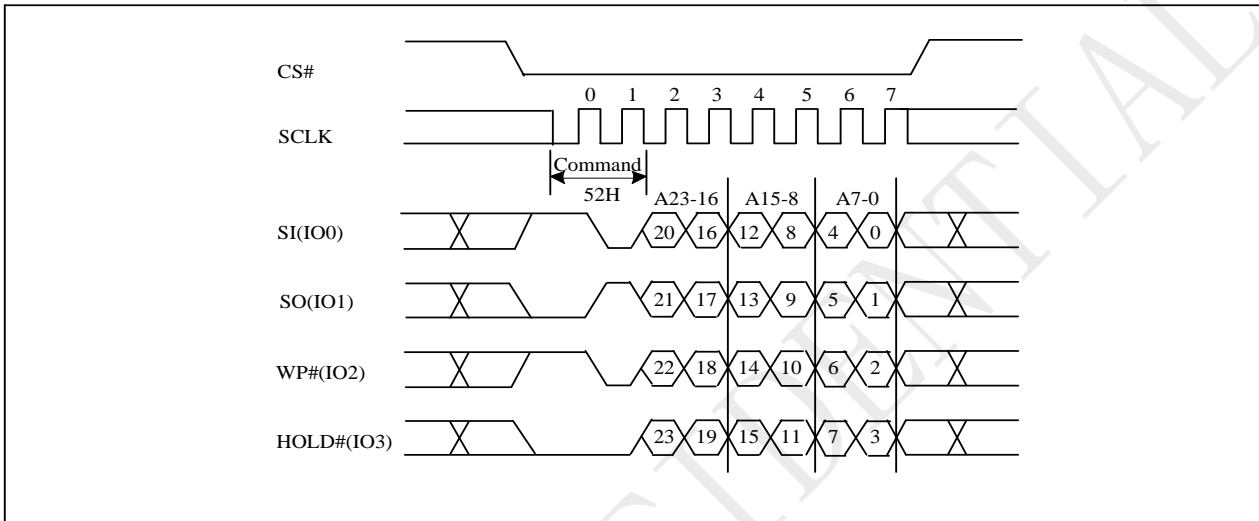 CS#
0 1 2 3 4 5 6 7
SCLK
Command
52H
A23-16 A15-8 A7-0
SI(IO0) 20 16 12 8 4 0
SO(IO1) 21 17 13 9 5 1
WP#(IO2) 22 18 14 10 6 2
HOLD#(IO3) 23 19 15 11 7 3